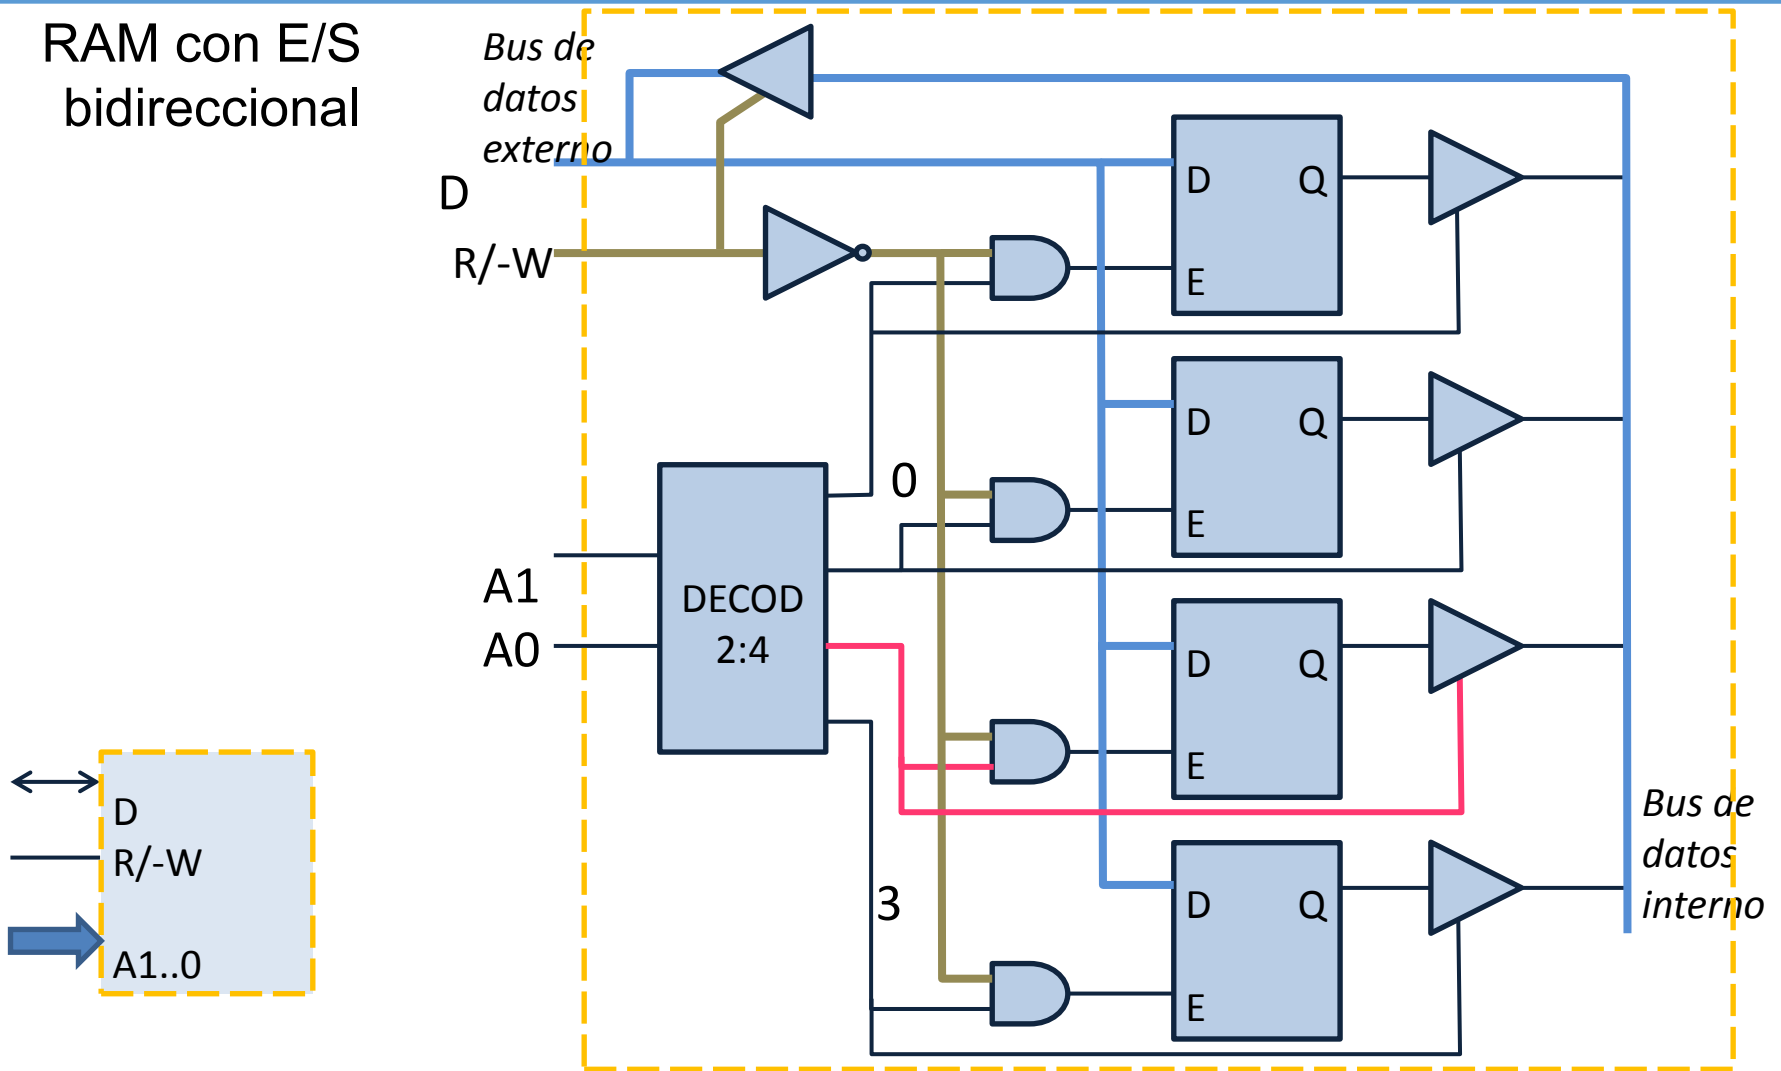 RAM con E/S
bidireccional
Bus de
datos
externo
D
R/-W
A1
A0
DECOD
2:4
0
3
D Q
E
D Q
E
D Q
E
D Q
E
Bus de
datos
interno
D
R/-W
A1..0